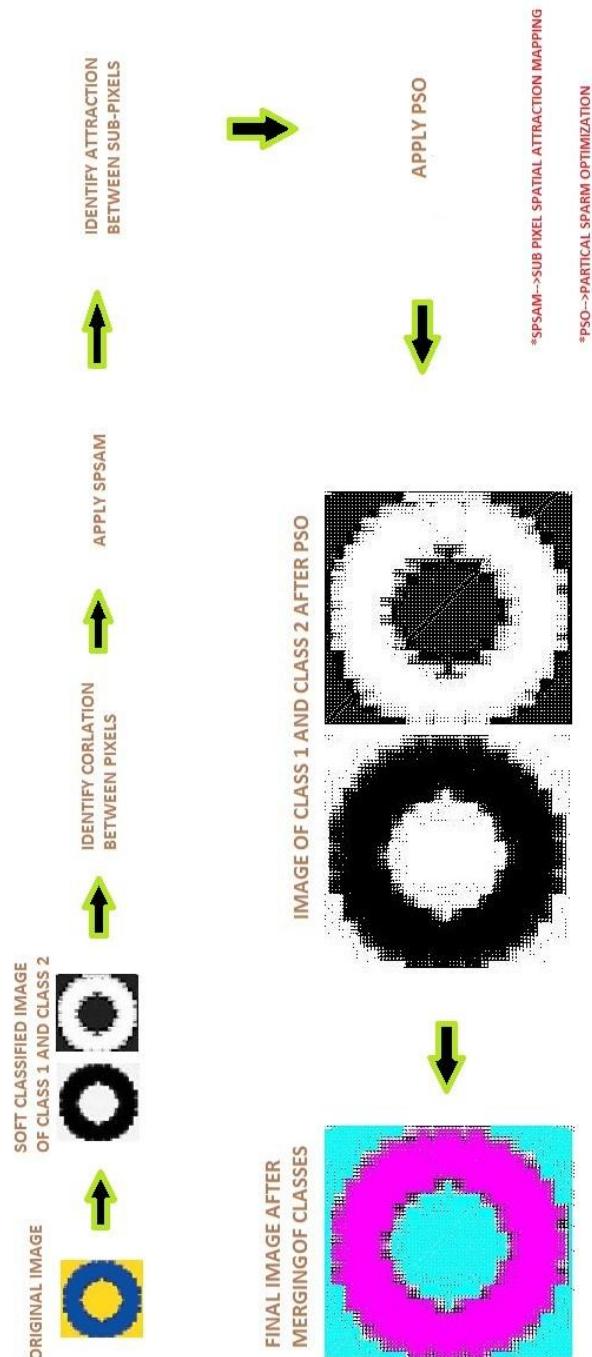 ORIGINAL IMAGE
SOFT CLASSIFIED IMAGE
OF CLASS 1 AND CLASS 2
IDENTIFY CORLATION
BETWEEN PIXELS
APPLY SPSAM
IDENTIFY ATTRACTION
BETWEEN SUB-PIXELS
APPLY PSO
IMAGE OF CLASS 1 AND CLASS 2 AFTER PSO
FINAL IMAGE AFTER
MERGINGOF CLASSES
*SPSAM-->SUB PIXEL SPATIAL ATTRACTION MAPPING
*PSO-->PARTICAL SPARM OPTIMIZATION